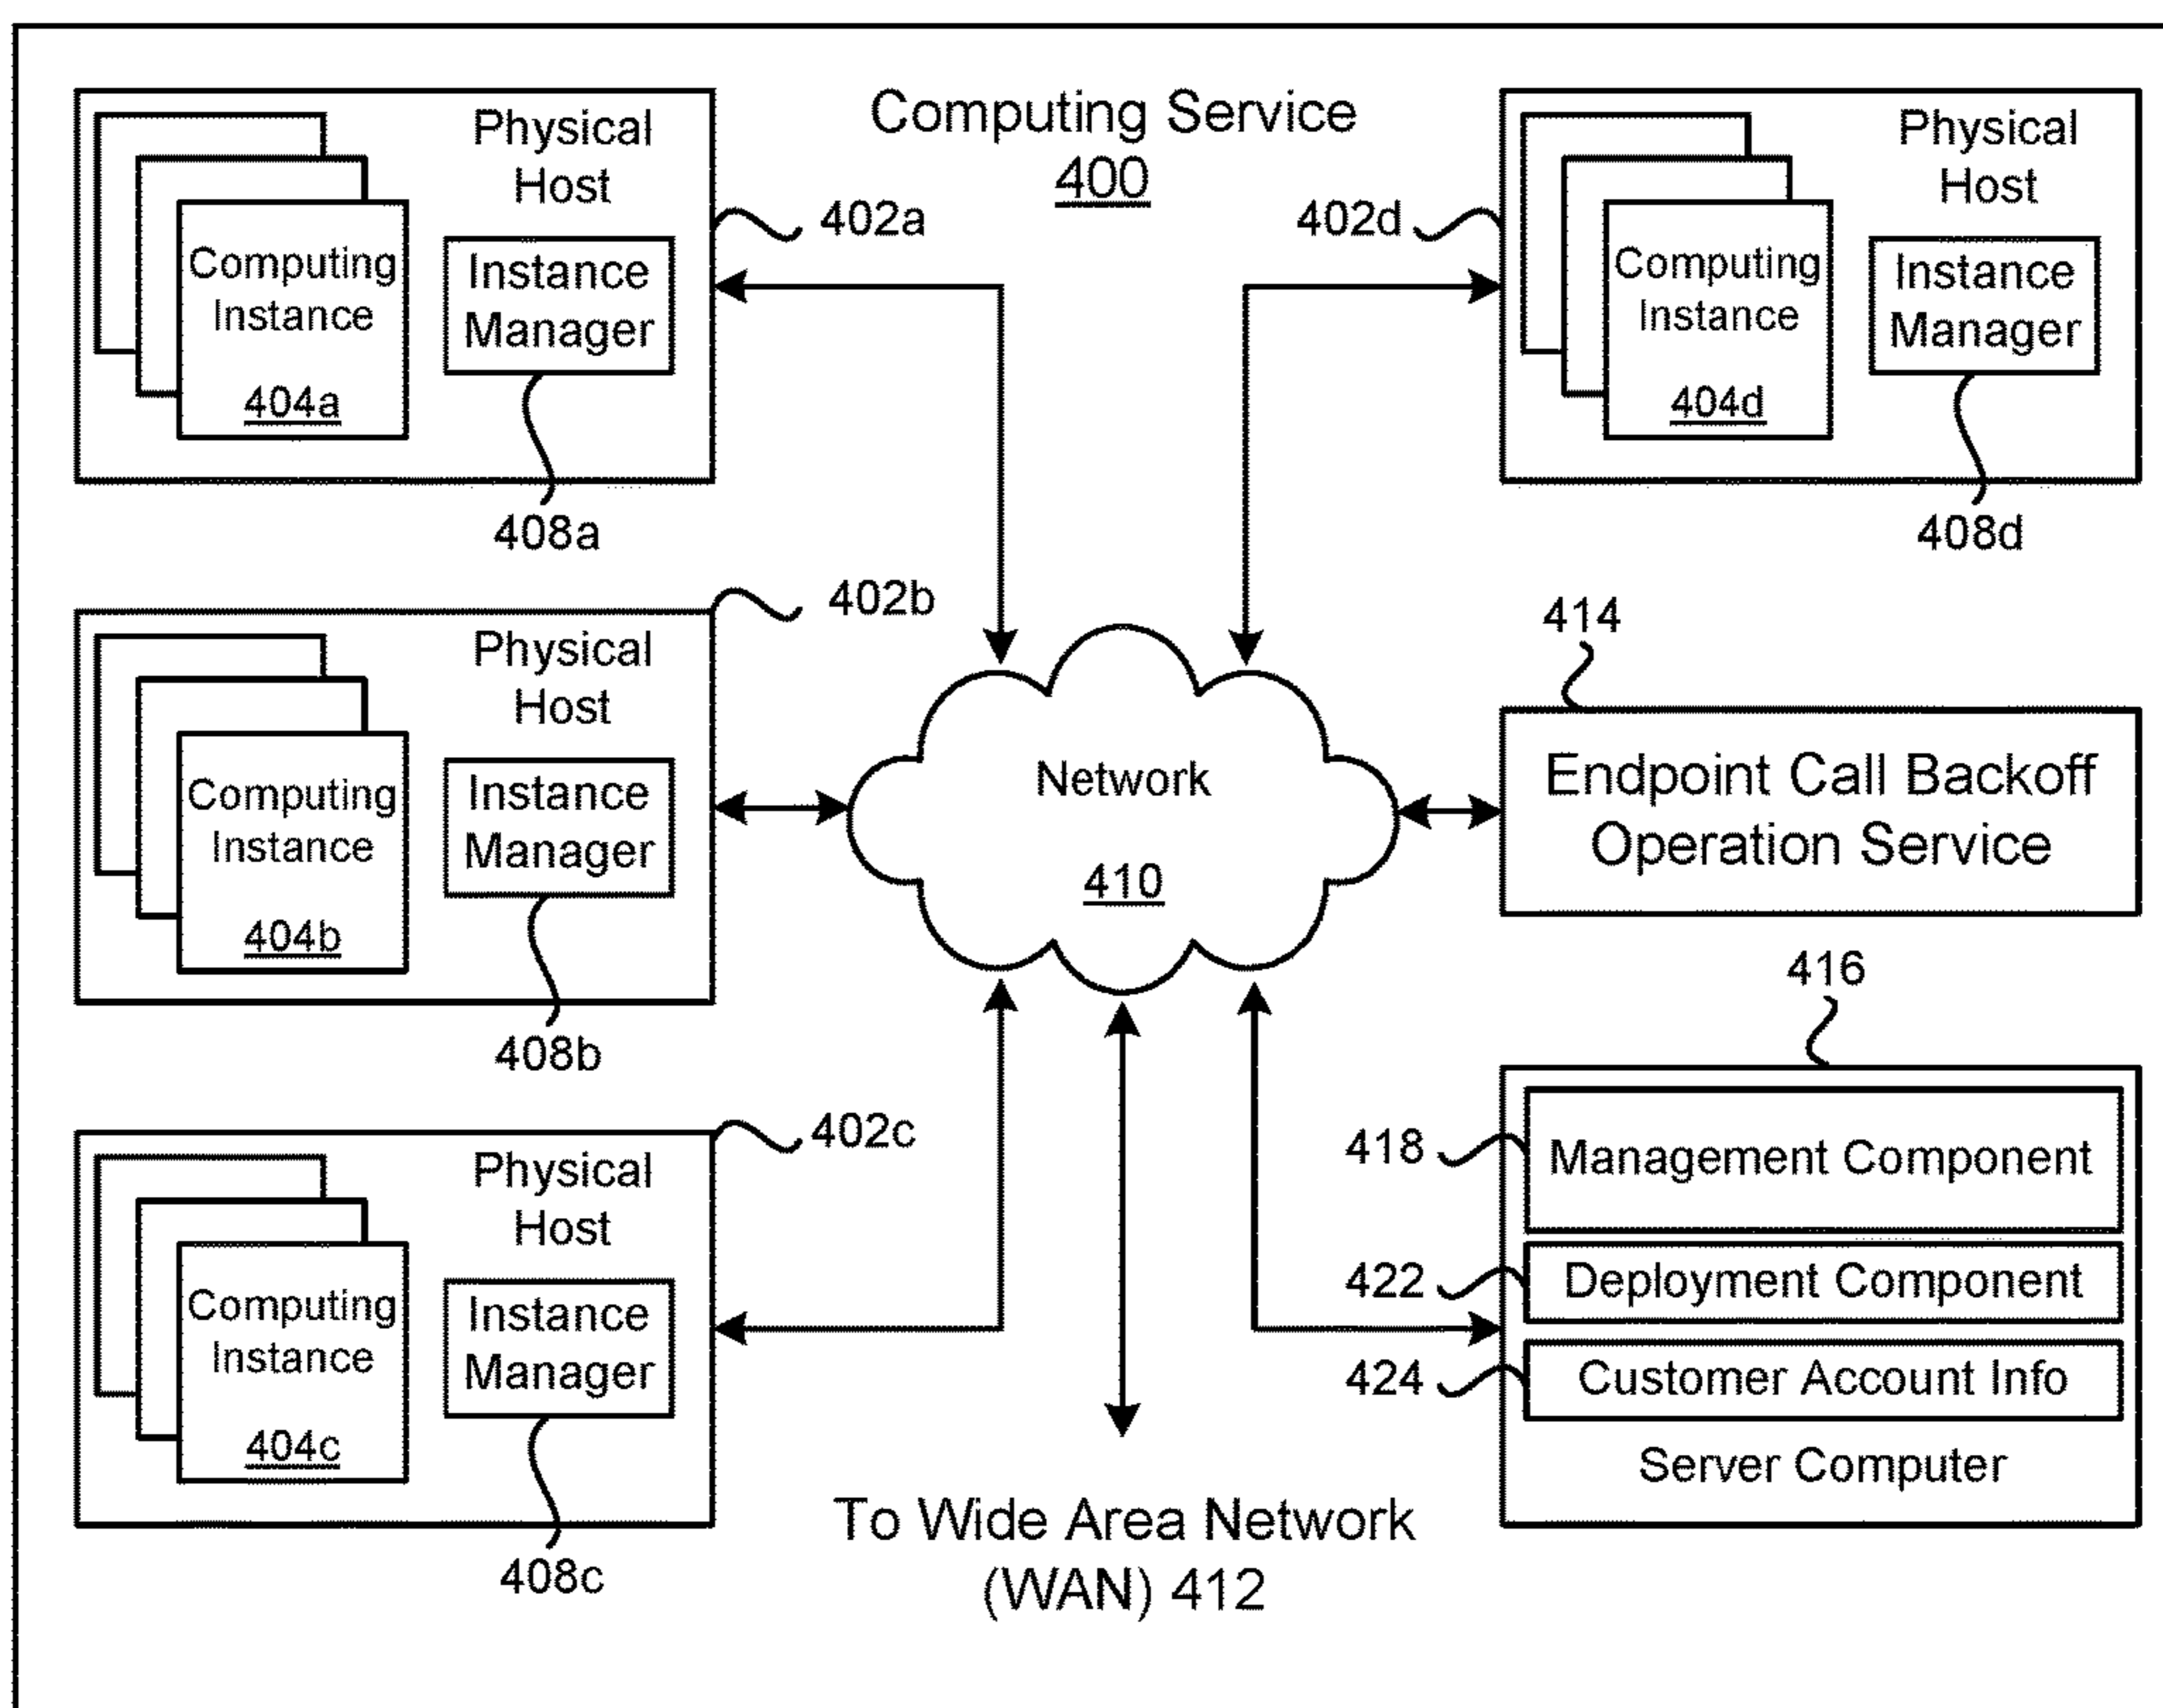 Computing Service
400
Physical
Host
Computing
Instance
404a
Instance
Manager
402a
408a
Physical
Host
Computing
Instance
404d
Instance
Manager
402d
408d
Physical
Host
Computing
Instance
404b
Instance
Manager
402b
408b
Network
410
414
Endpoint Call Backoff
Operation Service
Physical
Host
Computing
Instance
404c
Instance
Manager
402c
408c
416
418
Management Component
422
Deployment Component
424
Customer Account Info
Server Computer
To Wide Area Network
(WAN) 412